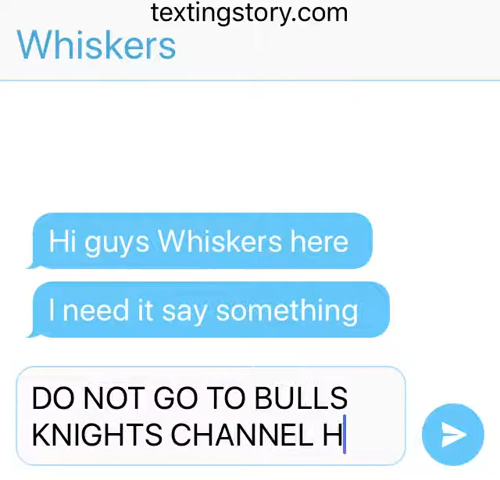 textingstory.com
Whiskers
Hi guys Whiskers here
I need it say something
DO NOT GO TO BULLS
KNIGHTS CHANNEL H